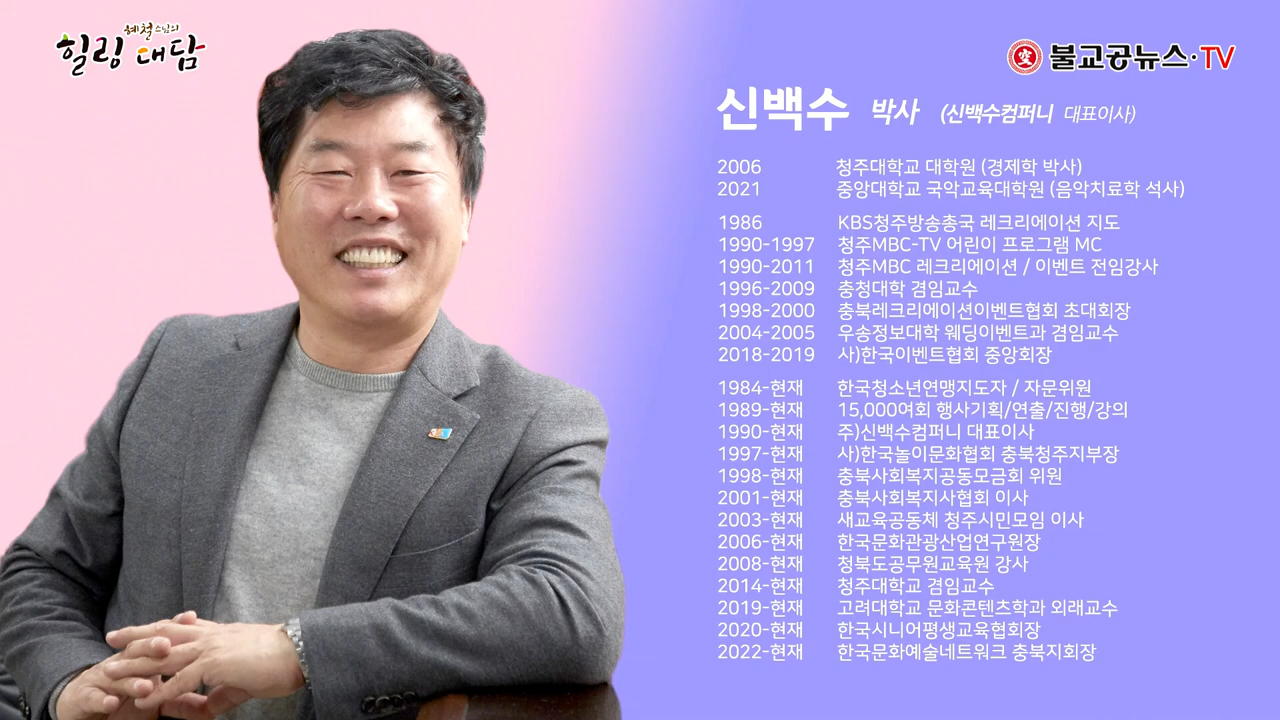 혜철스님의
힐링 대담
空 불교공뉴스·TV
신백수 박사 (신백수컴퍼니 대표이사)
2006 청주대학교 대학원 (경제학 박사)
2021 중앙대학교 국악교육대학원 (음악치료학 석사)
1986 KBS청주방송총국 레크리에이션 지도
1990-1997 청주MBC-TV 어린이 프로그램 MC
1990-2011 청주MBC 레크리에이션 / 이벤트 전임강사
1996-2009 충청대학 겸임교수
1998-2000 충북레크리에이션이벤트협회 초대회장
2004-2005 우송정보대학 웨딩이벤트과 겸임교수
2018-2019 사)한국이벤트협회 중앙회장
1984-현재 한국청소년연맹지도자 / 자문위원
1989-현재 15,000여회 행사기획/연출/진행/강의
1990-현재 주)신백수컴퍼니 대표이사
1997-현재 사)한국놀이문화협회 충북청주지부장
1998-현재 충북사회복지공동모금회 위원
2001-현재 충북사회복지사협회 이사
2003-현재 새교육공동체 청주시민모임 이사
2006-현재 한국문화관광산업연구원장
2008-현재 청북도공무원교육원 강사
2014-현재 청주대학교 겸임교수
2019-현재 고려대학교 문화콘텐츠학과 외래교수
2020-현재 한국시니어평생교육협회장
2022-현재 한국문화예술네트워크 충북지회장